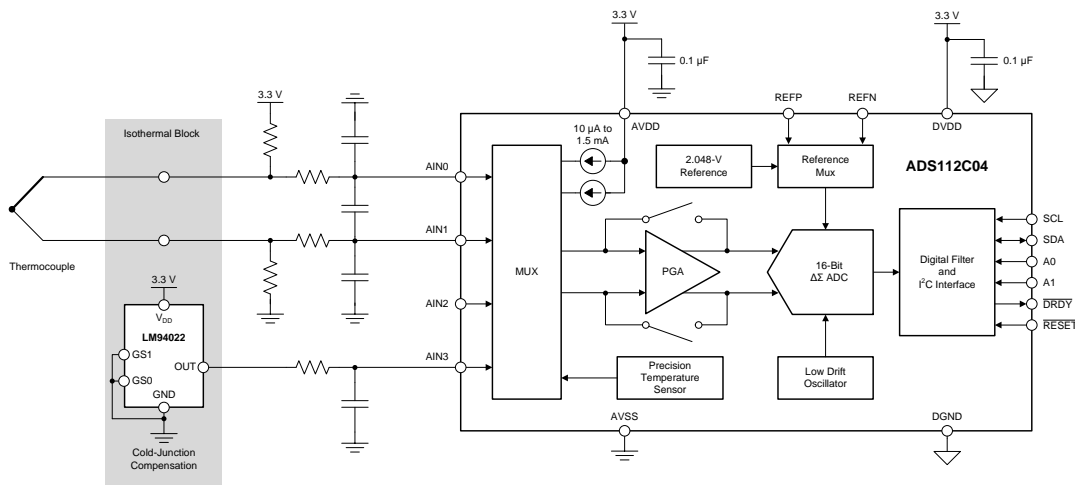 3.3 V
0.1 µF
3.3 V
0.1 µF
3.3 V
REFP
REFN
Isothermal Block
AVDD
DVDD
10 µA to
1.5 mA
2.048-V
Reference
Reference
Mux
ADS112C04
AIN0
AIN1
AIN2
AIN3
Thermocouple
MUX
PGA
16-Bit
ΔΣ ADC
Digital Filter
and
I²C Interface
SCL
SDA
A0
A1
DRDY
RESET
3.3 V
VDD
LM94022
GS1
GS0
OUT
GND
Cold-Junction
Compensation
Precision
Temperature
Sensor
Low Drift
Oscillator
AVSS
DGND